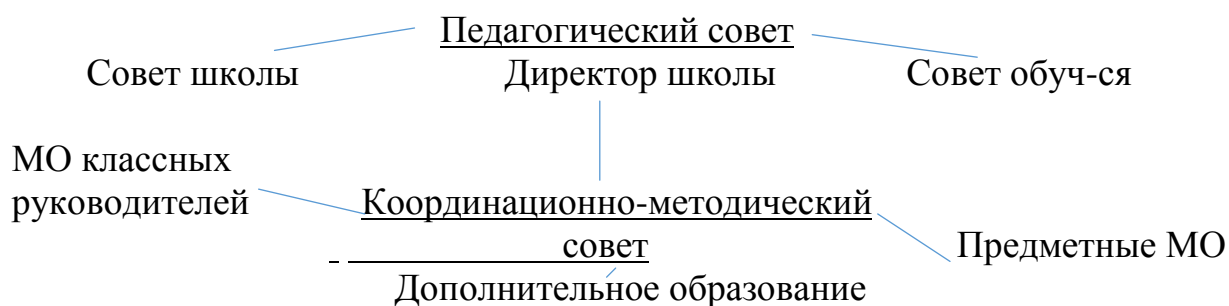 Педагогический совет
Совет школы Директор школы Совет обуч-ся
МО классных
руководителей Координационно-методический
совет Предметные МО
Дополнительное образование